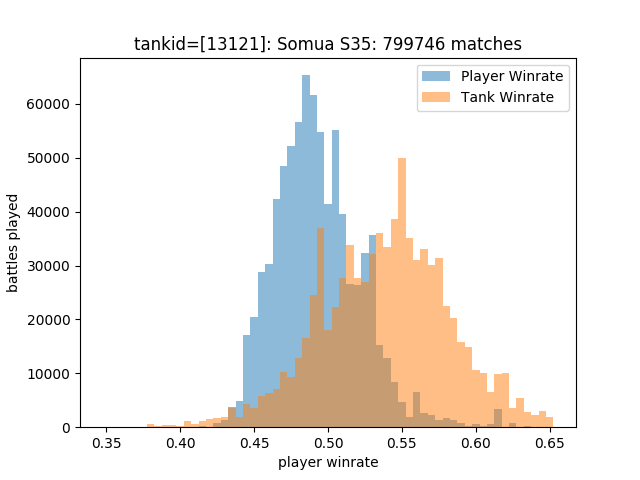 tankid=[13121]: Somua S35: 799746 matches
Player Winrate
Tank Winrate
battles played
60000
50000
40000
30000
20000
10000
0
0.35 0.40 0.45 0.50 0.55 0.60 0.65
player winrate